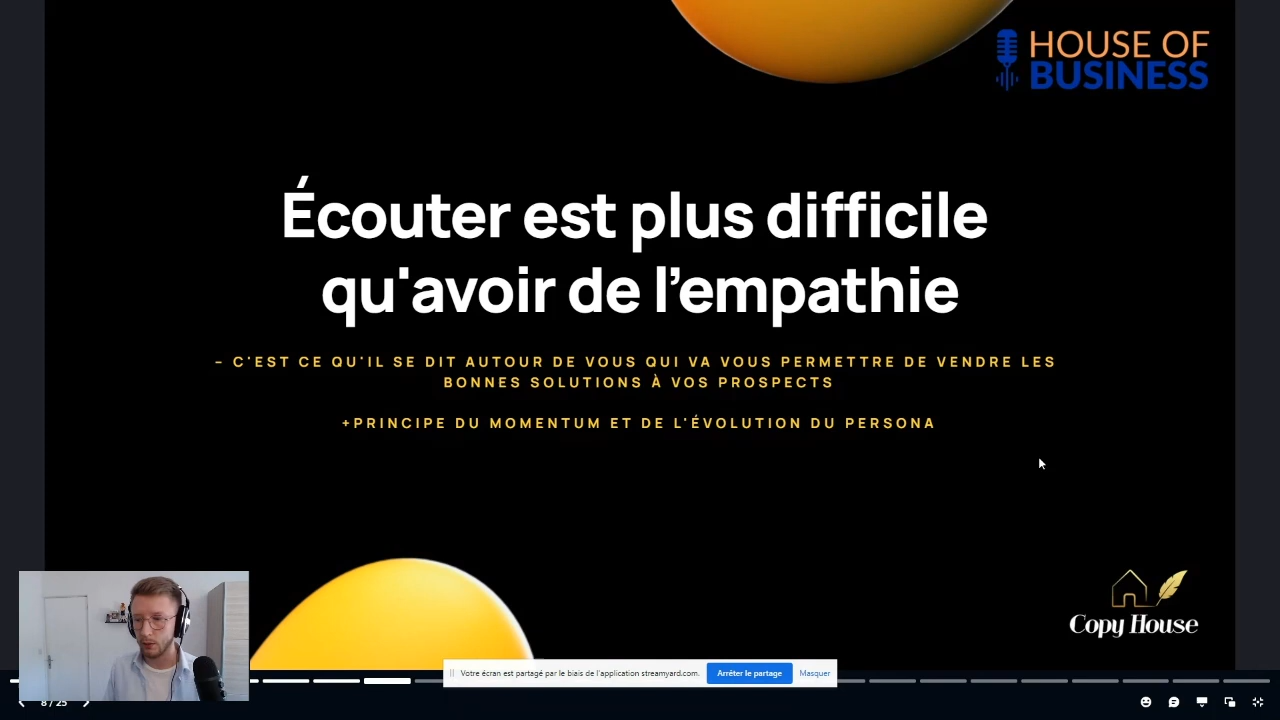 HOUSE OF
BUSINESS
Écouter est plus difficile
qu'avoir de l’empathie
– C'EST CE QU'IL SE DIT AUTOUR DE VOUS QUI VA VOUS PERMETTRE DE VENDRE LES
BONNES SOLUTIONS À VOS PROSPECTS
+PRINCIPE DU MOMENTUM ET DE L'ÉVOLUTION DU PERSONA
Copy House
Votre écran est partagé par le biais de l'application streamyard.com.
Arrêter le partage
Masquer
8 / 25